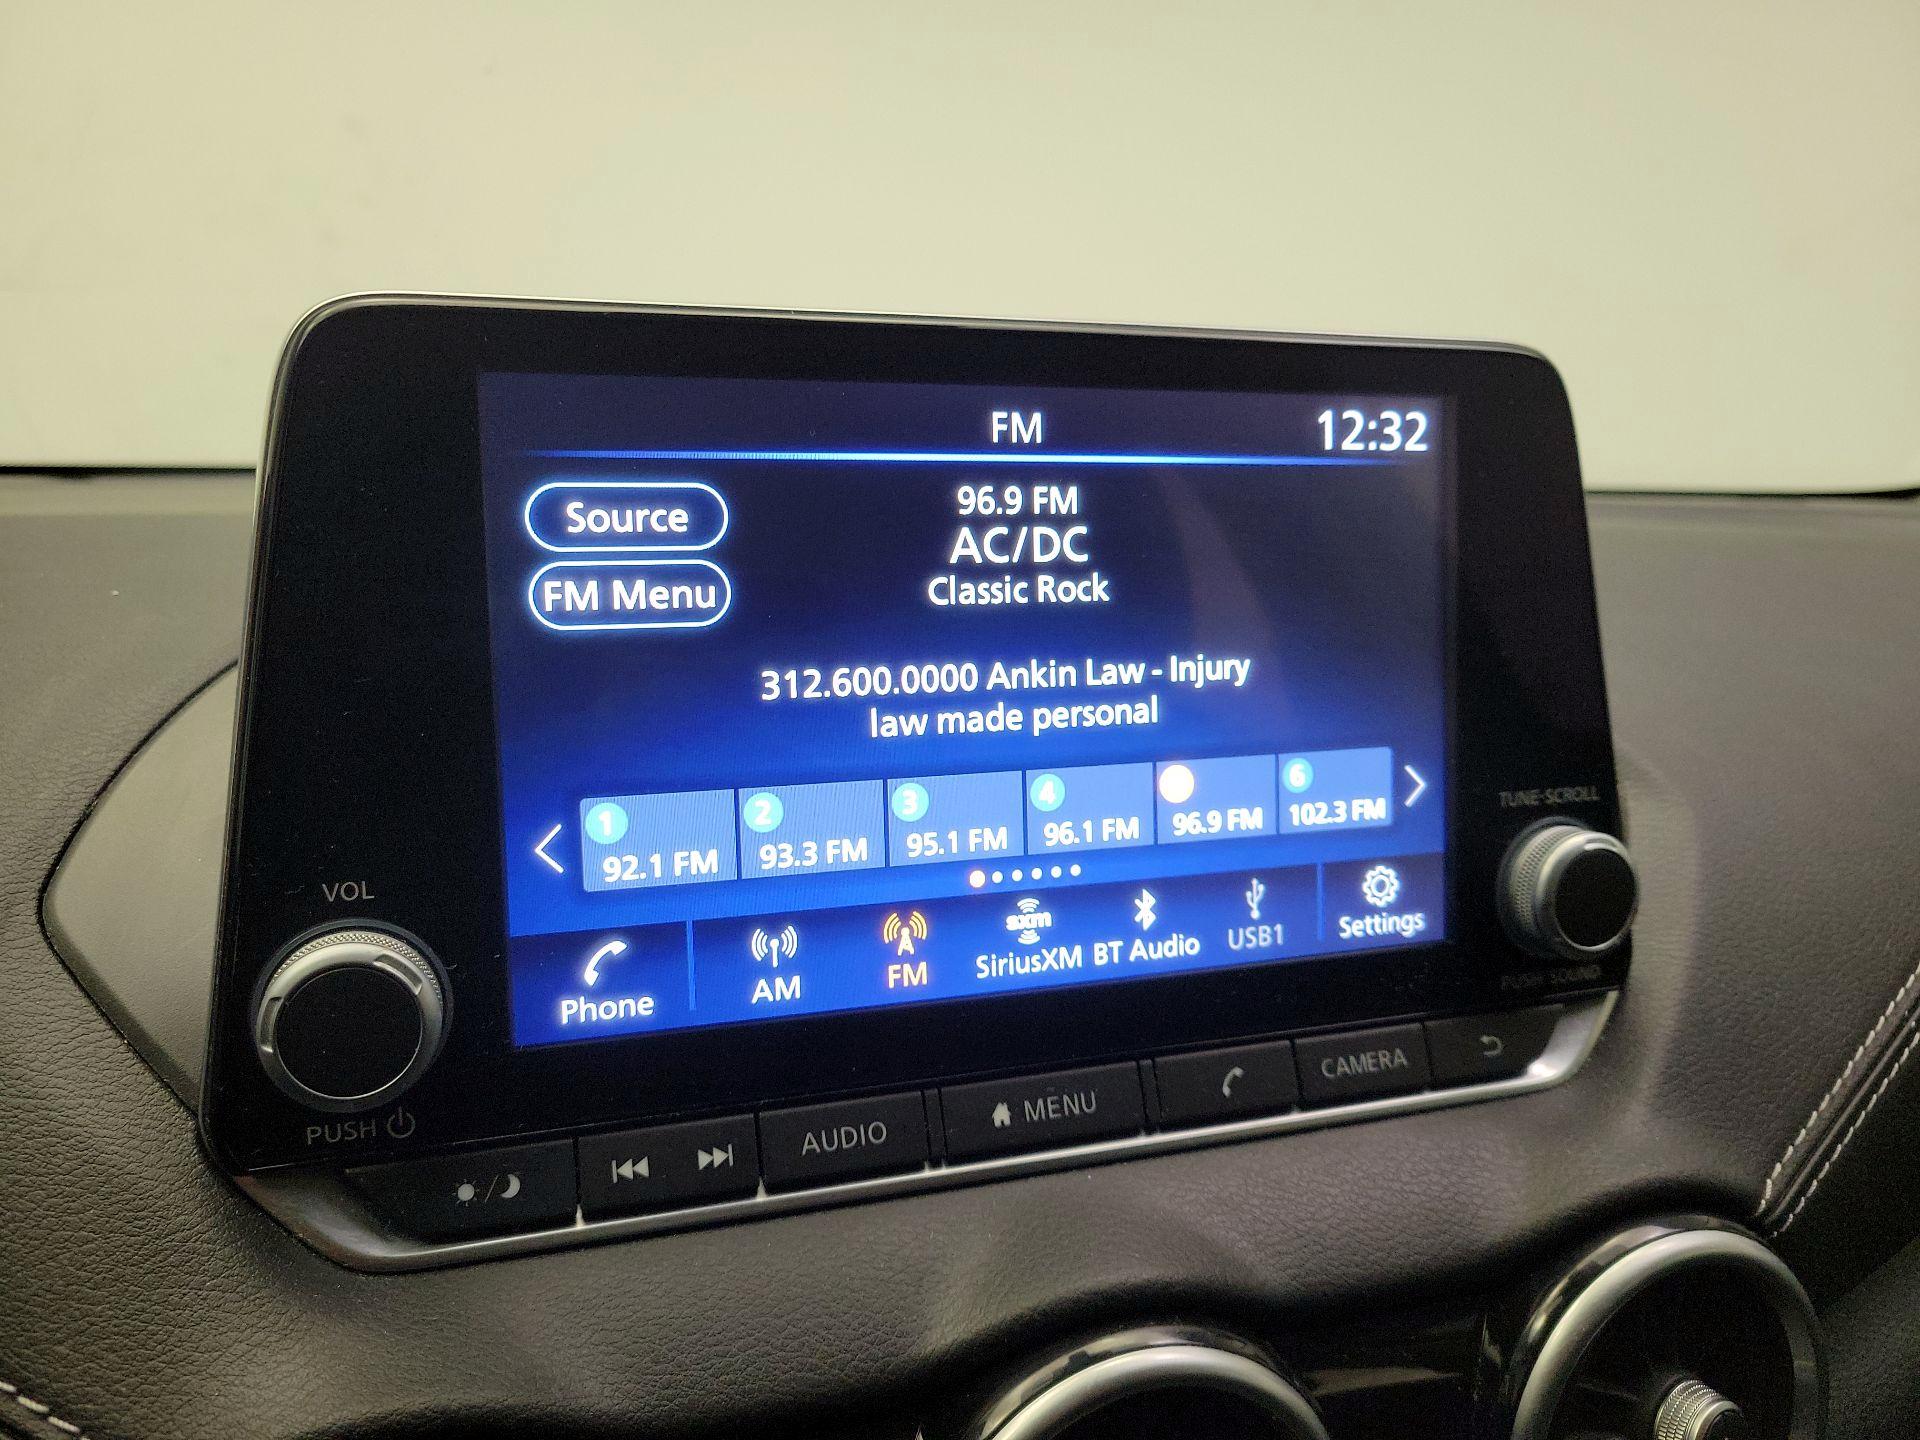 FM
12:32
Source
96.9 FM
AC/DC
FM Menu
Classic Rock
312.600.0000 Ankin Law - Injury
law made personal
1
92.1 FM
2
93.3 FM
3
95.1 FM
4
96.1 FM
96.9 FM
6
102.3 FM
Phone
AM
FM
sxm
SiriusXM
BT Audio
USB1
Settings
VOL
PUSH
TUNE·SCROLL
PUSH·SOUND
AUDIO
MENU
CAMERA